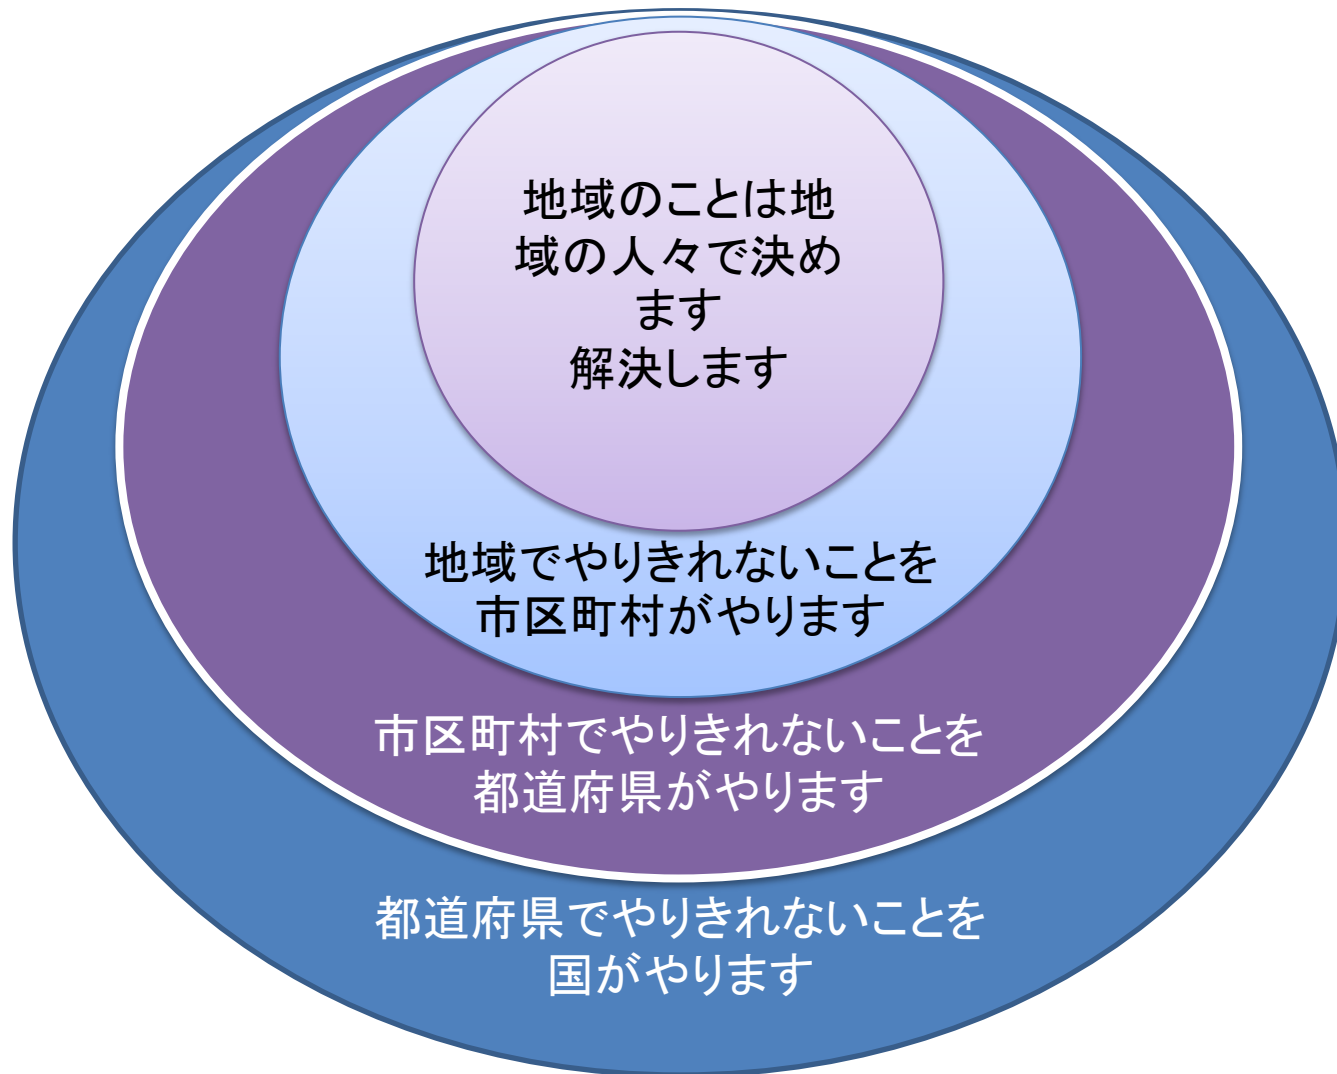 地域のことは地
域の人々で決め
ます
解決します
地域でやりきれないことを
市区町村がやります
市区町村でやりきれないことを
都道府県がやります
都道府県でやりきれないことを
国がやります